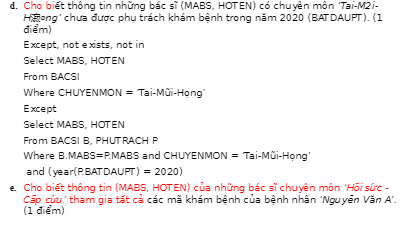 d. Cho biết thông tin những bác sĩ (MABS, HOTEN) có chuyên môn ‘Tai-M2i-
chưa được phụ trách khám bệnh trong năm 2020 (BATDAUPT). (1
điểm)
Except, not exists, not in
Select MABS, HOTEN
From BACSI
Where CHUYENMON = ‘Tai-Mũi-Họng’
Except
Select MABS, HOTEN
From BACSI B, PHUTRACH P
Where B.MABS=P.MABS and CHUYENMON = ‘Tai-Mũi-Họng’
and (year(P.BATDAUPT) = 2020)
e. Cho biết thông tin (MABS, HOTEN) của những bác sĩ chuyên môn ‘Hồi sức -
Cấp cứu’ tham gia tất cả các mã khám bệnh của bệnh nhân ‘Nguyễn Văn A’.
(1 điểm)